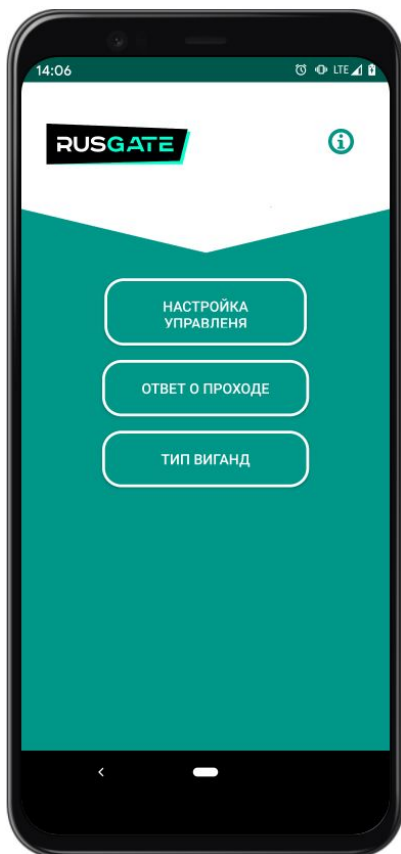 14:06 LTE
RUSGATE
НАСТРОЙКА
УПРАВЛЕНЯ
ОТВЕТ О ПРОХОДЕ
ТИП ВИГАНД